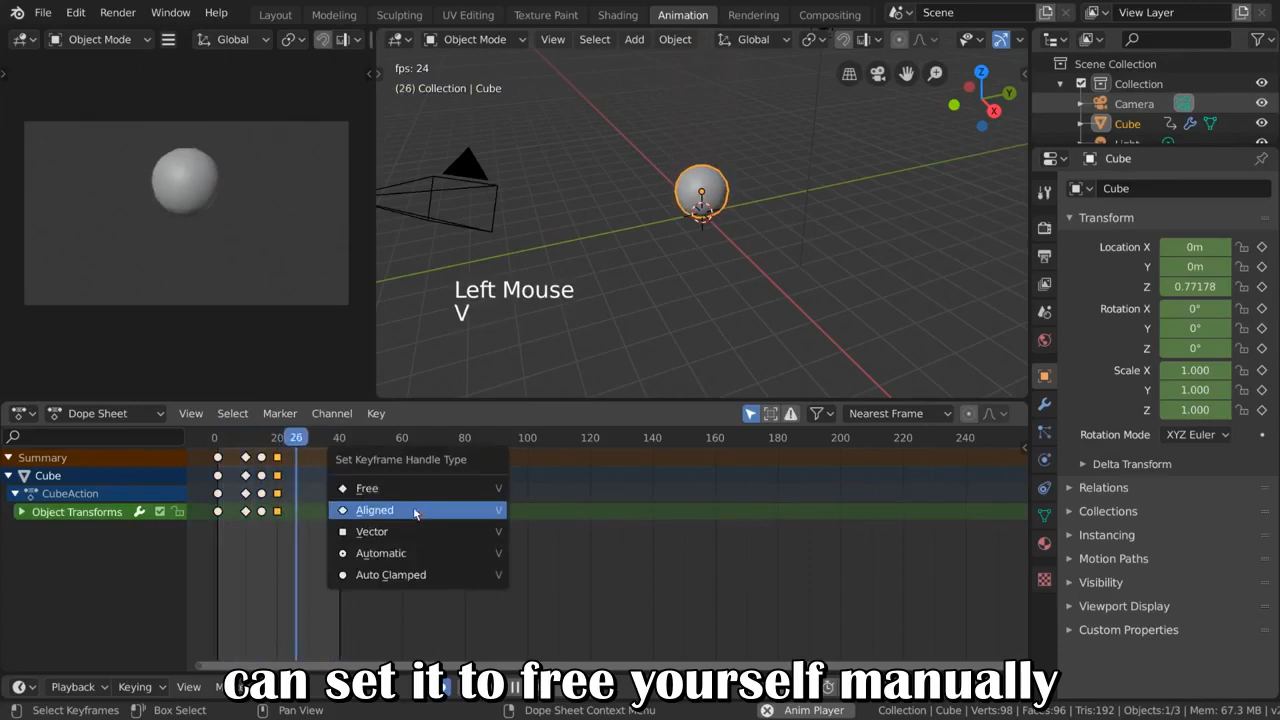 File Edit Render Window Help Layout Modeling Sculpting UV Editing Texture Paint Shading Animation Rendering Compositing Scene View Layer
Object Mode Global Object Mode View Select Add Object Global
fps: 24
(26) Collection | Cube
Z
Y
X
Scene Collection
Collection
Camera
Cube
Cube
Cube
Transform
Location X 0m
Y 0m
Z 0.77178
Rotation X 0°
Y 0°
Z 0°
Scale X 1.000
Y 1.000
Z 1.000
Rotation Mode XYZ Euler
Delta Transform
Relations
Collections
Instancing
Motion Paths
Visibility
Viewport Display
Custom Properties
Left Mouse
V
Dope Sheet View Select Marker Channel Key Nearest Frame
0 20 26 40 60 80 100 120 140 160 180 200 220 240
Summary
Cube
CubeAction
Object Transforms
Set Keyframe Handle Type
Free V
Aligned V
Vector V
Automatic V
Auto Clamped V
can set it to free yourself manually
Playback Keying View
Select Keyframes Box Select Pan View Dope Sheet Context Menu Anim Player Collection | Cube | Verts:98 | Faces:96 | Tris:192 | Objects:1/3 | Mem: 67.3 MB